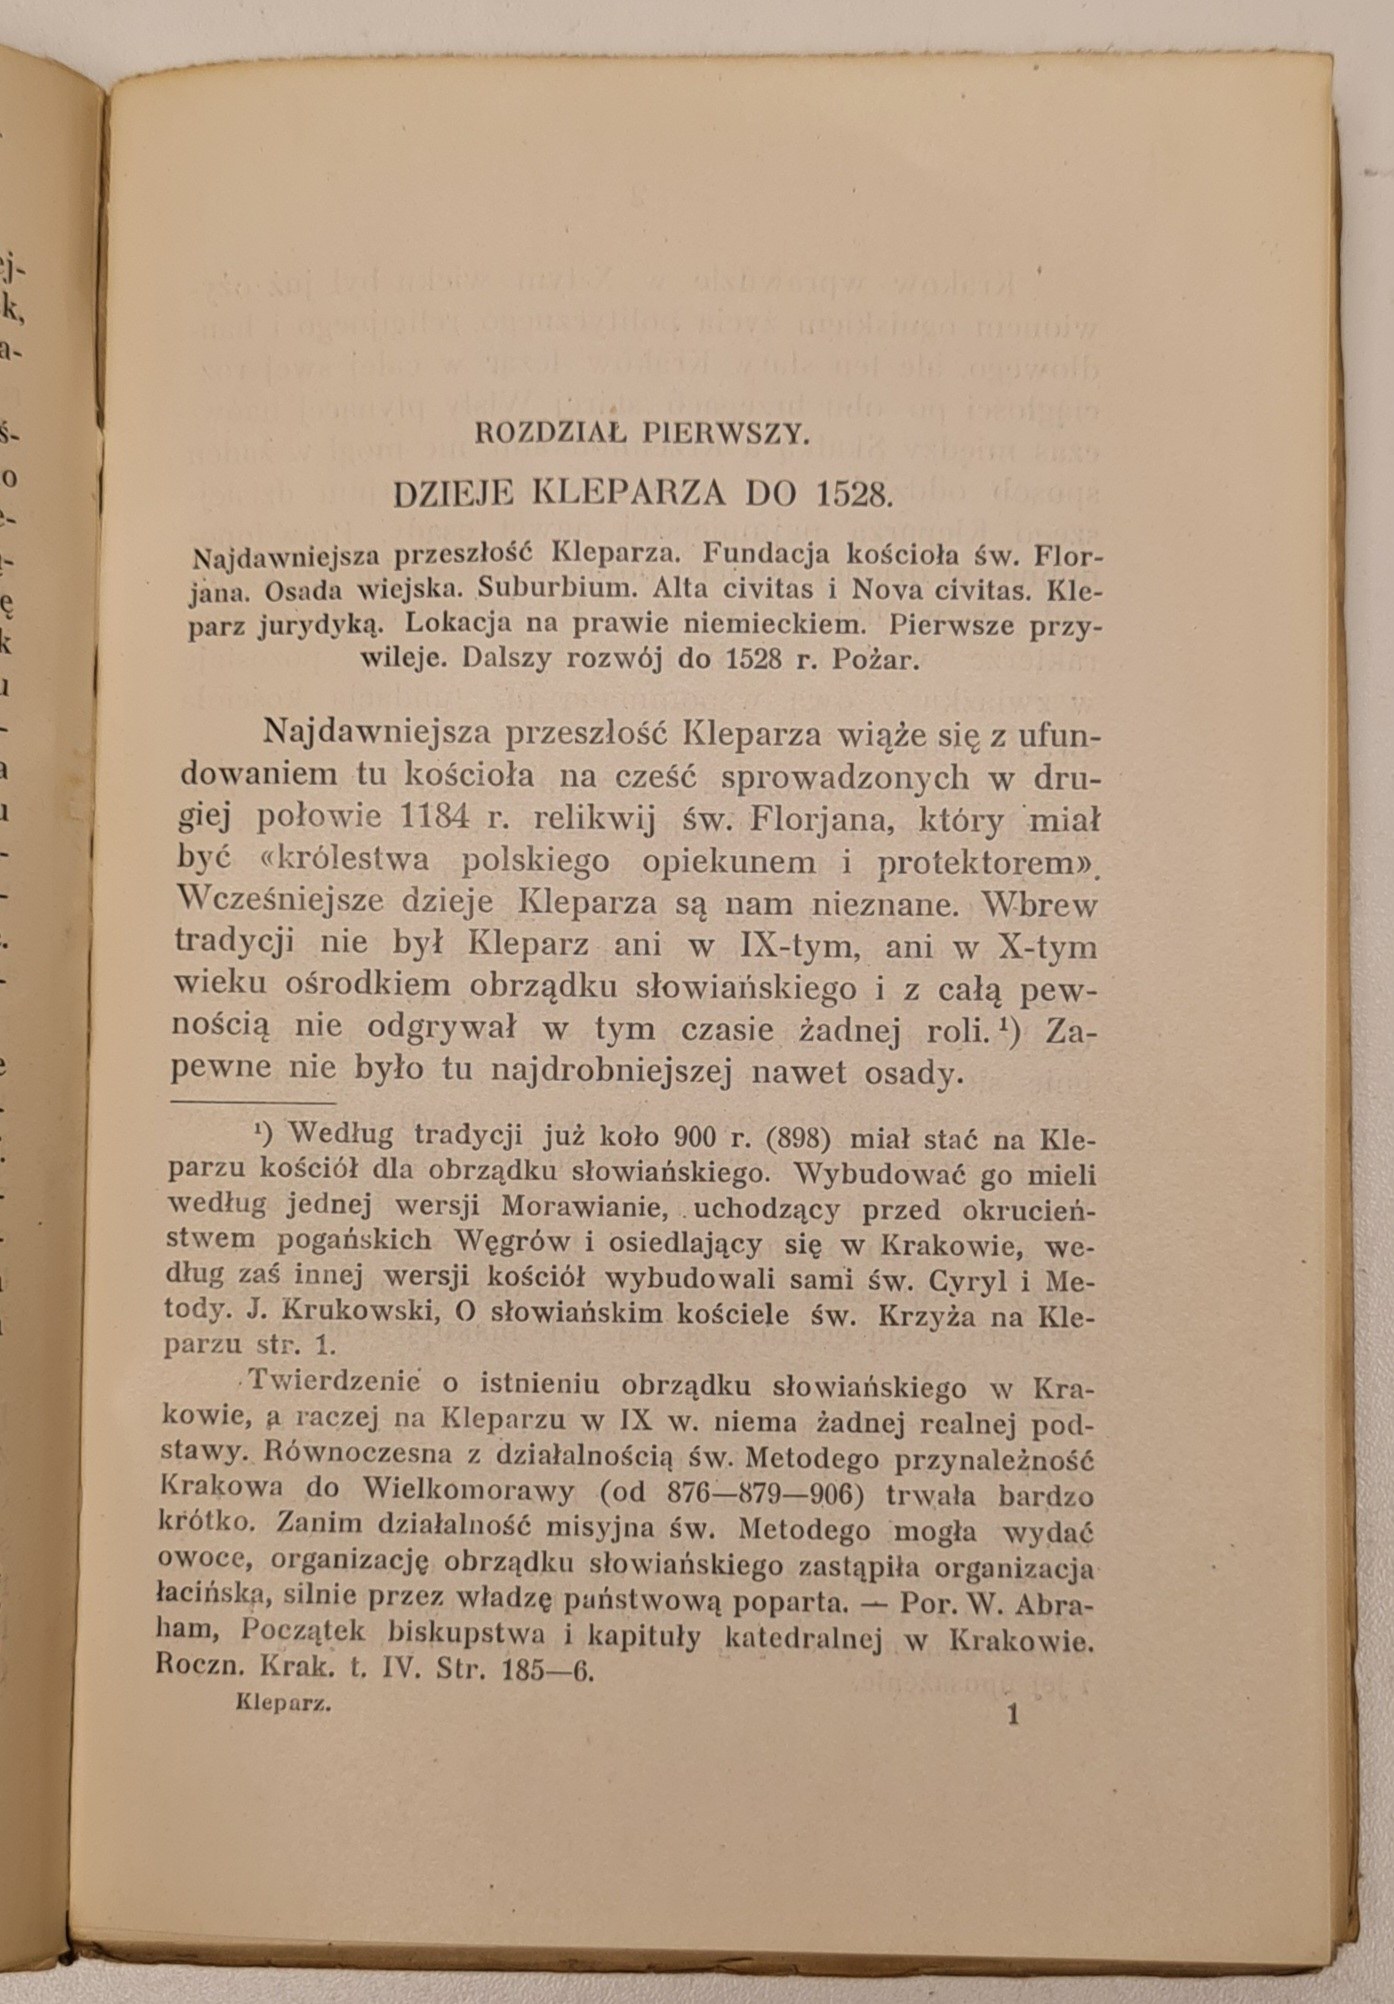 ROZDZIAŁ PIERWSZY.
DZIEJE KLEPARZA DO 1528.
Najdawniejsza przeszłość Kleparza. Fundacja kościoła św. Flor-
jana. Osada wiejska. Suburbium. Alta civitas i Nova civitas. Kle-
parz jurydyką. Lokacja na prawie niemieckiem. Pierwsze przy-
wileje. Dalszy rozwój do 1528 r. Pożar.
Najdawniejsza przeszłość Kleparza wiąże się z ufun-
dowaniem tu kościoła na cześć sprowadzonych w dru-
giej połowie 1184 r. relikwij św. Florjana, który miał
być «królestwa polskiego opiekunem i protektorem».
Wcześniejsze dzieje Kleparza są nam nieznane. Wbrew
tradycji nie był Kleparz ani w IX-tym, ani w X-tym
wieku ośrodkiem obrządku słowiańskiego i z całą pew-
nością nie odgrywał w tym czasie żadnej roli. ¹) Za-
pewne nie było tu najdrobniejszej nawet osady.
¹) Według tradycji już koło 900 r. (898) miał stać na Kle-
parzu kościół dla obrządku słowiańskiego. Wybudować go mieli
według jednej wersji Morawianie, uchodzący przed okrucień-
stwem pogańskich Węgrów i osiedlający się w Krakowie, we-
dług zaś innej wersji kościół wybudowali sami św. Cyryl i Me-
tody. J. Krukowski, O słowiańskim kościele św. Krzyża na Kle-
parzu str. 1.
Twierdzenie o istnieniu obrządku słowiańskiego w Kra-
kowie, a raczej na Kleparzu w IX w. niema żadnej realnej pod-
stawy. Równoczesna z działalnością św. Metodego przynależność
Krakowa do Wielkomorawy (od 876—879—906) trwała bardzo
krótko. Zanim działalność misyjna św. Metodego mogła wydać
owoce, organizację obrządku słowiańskiego zastąpiła organizacja
łacińska, silnie przez władzę państwową poparta. — Por. W. Abra-
ham, Początek biskupstwa i kapituły katedralnej w Krakowie.
Roczn. Krak. t. IV. Str. 185—6.
Kleparz.
1